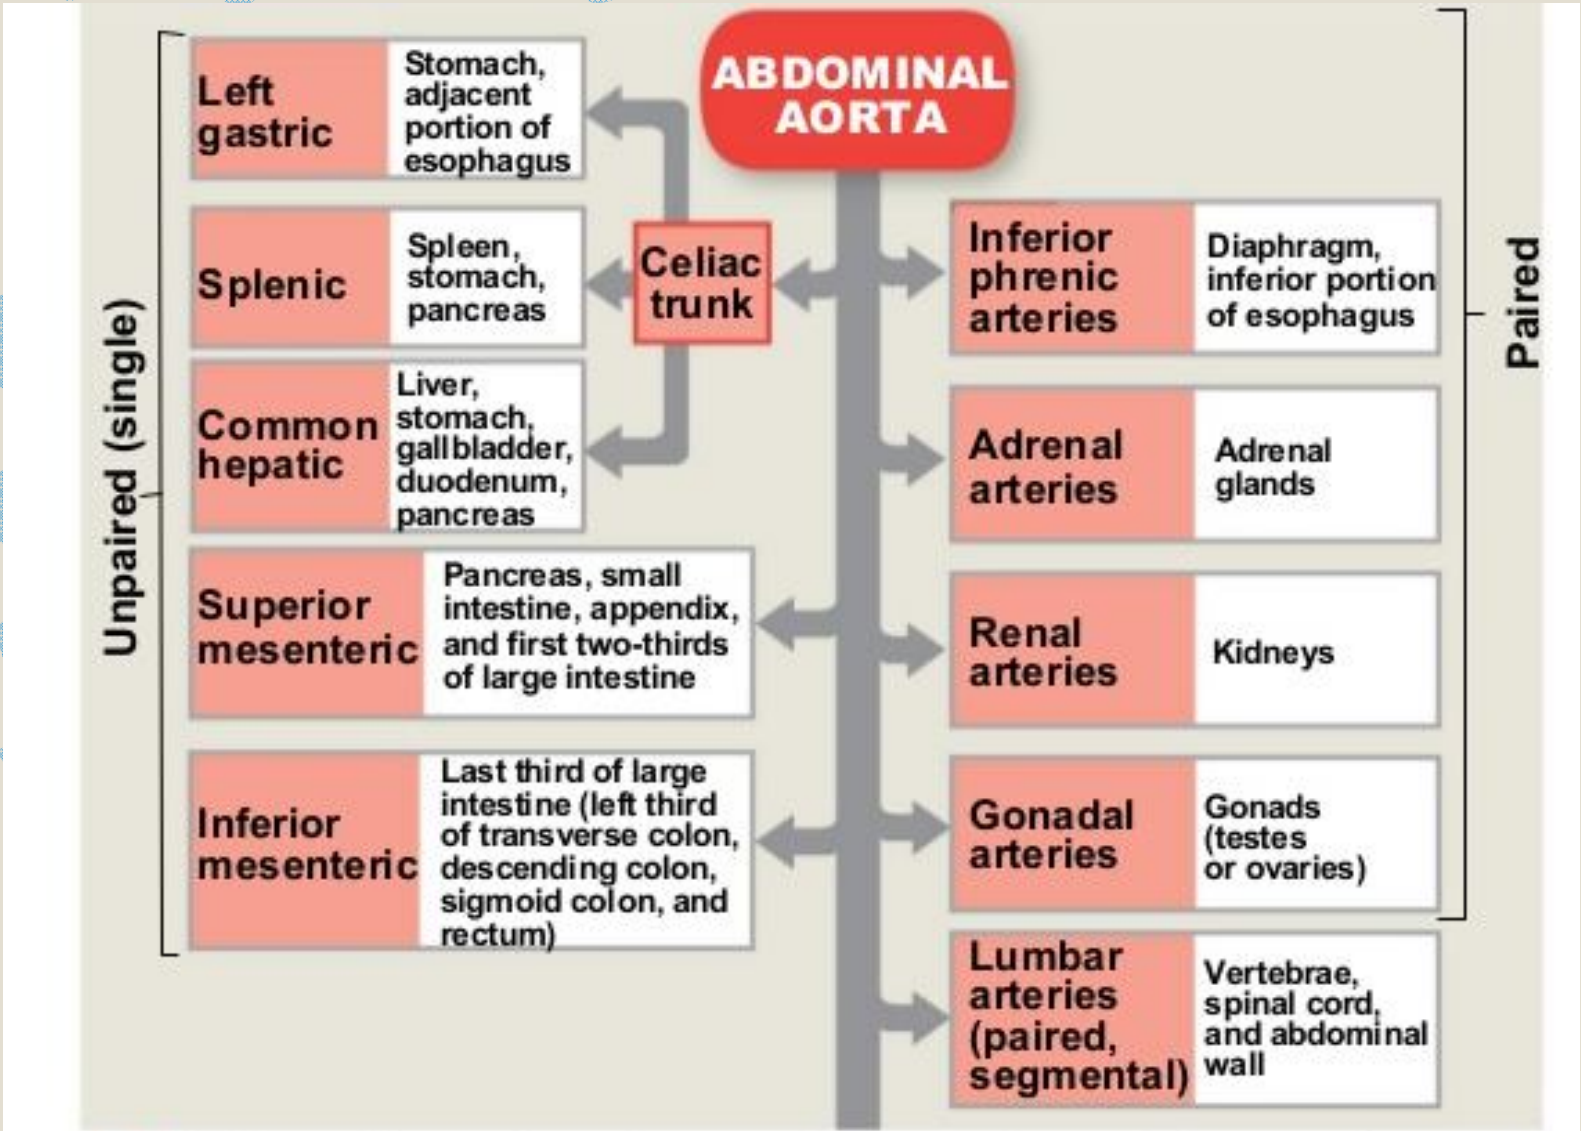 ABDOMINAL
AORTA
Unpaired (single)
Left
gastric
Stomach,
adjacent
portion of
esophagus
Splenic
Spleen,
stomach,
pancreas
Celiac
trunk
Common
hepatic
Liver,
stomach,
gallbladder,
duodenum,
pancreas
Superior
mesenteric
Pancreas, small
intestine, appendix,
and first two-thirds
of large intestine
Inferior
mesenteric
Last third of large
intestine (left third
of transverse colon,
descending colon,
sigmoid colon, and
rectum)
Paired
Inferior
phrenic
arteries
Diaphragm,
inferior portion
of esophagus
Adrenal
arteries
Adrenal
glands
Renal
arteries
Kidneys
Gonadal
arteries
Gonads
(testes
or ovaries)
Lumbar
arteries
(paired,
segmental)
Vertebrae,
spinal cord,
and abdominal
wall